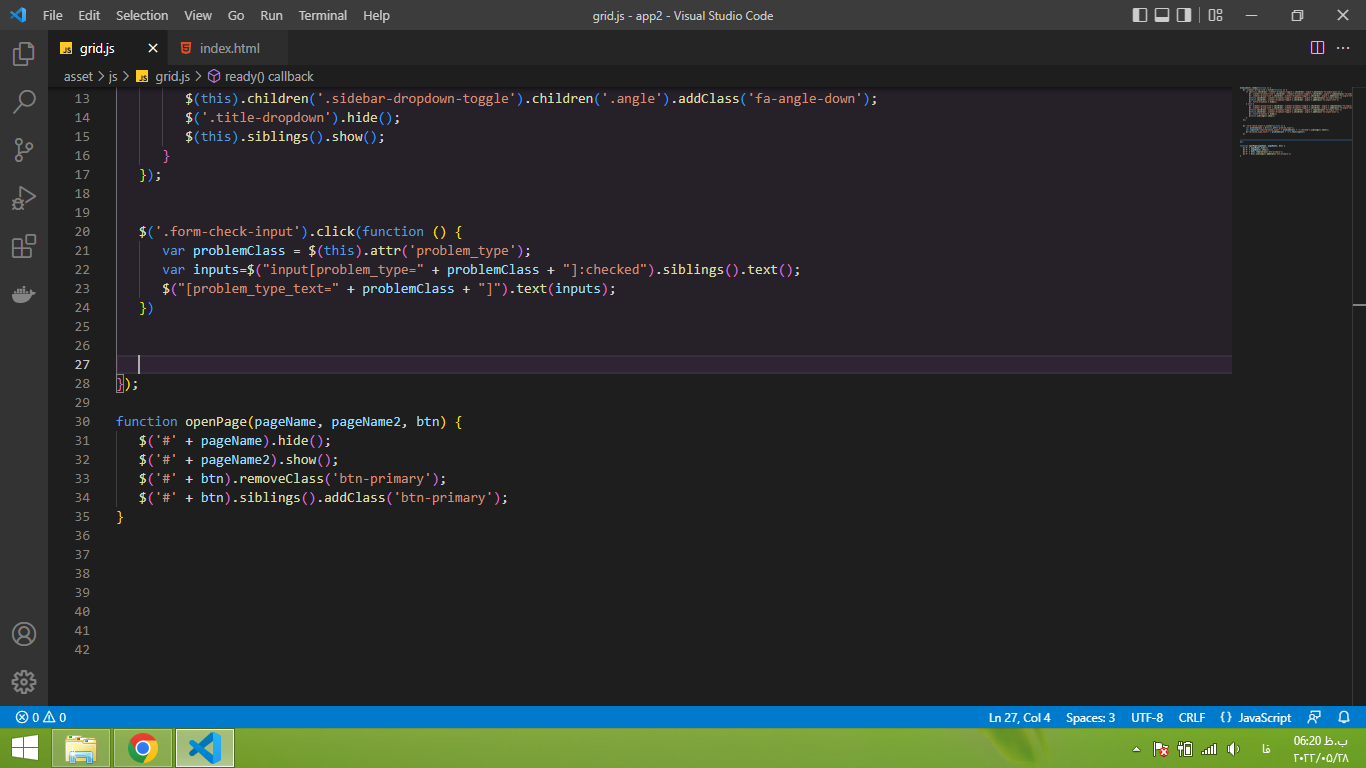 File Edit Selection View Go Run Terminal Help
grid.js - app2 - Visual Studio Code
JS grid.js
index.html
asset > js > JS grid.js > ready() callback
13 $(this).children('.sidebar-dropdown-toggle').children('.angle').addClass('fa-angle-down');
14 $('.title-dropdown').hide();
15 $(this).siblings().show();
16 }
17 });
18
19
20 $('.form-check-input').click(function () {
21 var problemClass = $(this).attr('problem_type');
22 var inputs=$("input[problem_type=" + problemClass + "]:checked").siblings().text();
23 $("[problem_type_text=" + problemClass + "]").text(inputs);
24 })
25
26
27
28 });
29
30 function openPage(pageName, pageName2, btn) {
31 $('#' + pageName).hide();
32 $('#' + pageName2).show();
33 $('#' + btn).removeClass('btn-primary');
34 $('#' + btn).siblings().addClass('btn-primary');
35 }
36
37
38
39
40
41
42
0 0
Ln 27, Col 4 Spaces: 3 UTF-8 CRLF {} JavaScript
فا
06:20 ب.ظ
۲۰۲۲/۰۵/۲۸